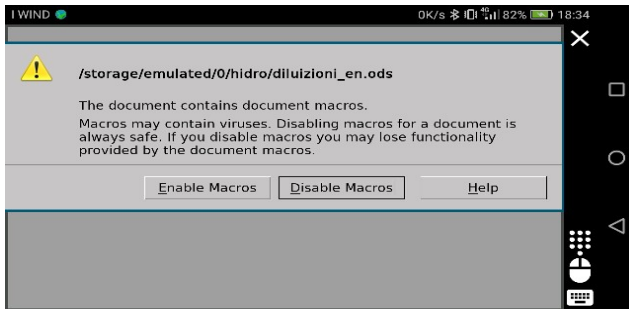 I WIND 0K/s 4G 82% 18:34
/storage/emulated/0/hidro/diluizioni_en.ods
The document contains document macros.
Macros may contain viruses. Disabling macros for a document is
always safe. If you disable macros you may lose functionality
provided by the document macros.
Enable Macros Disable Macros Help